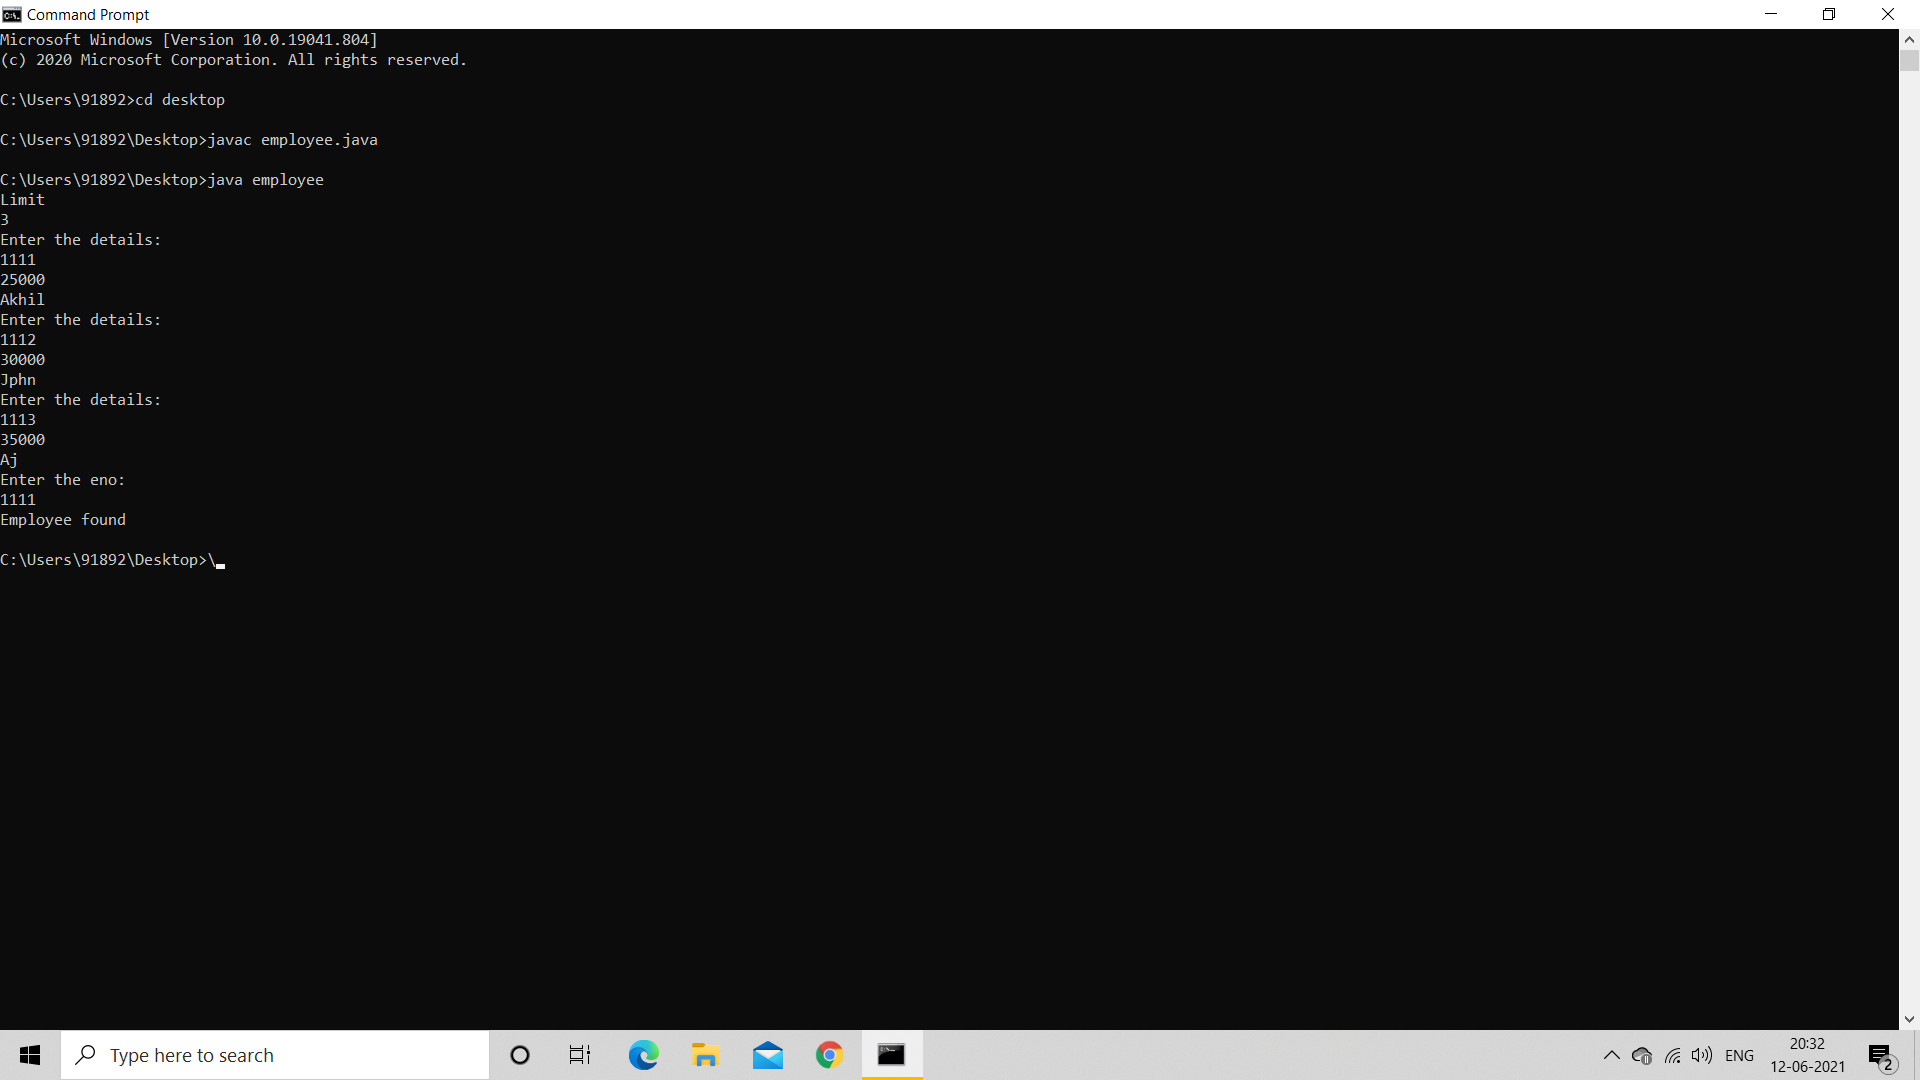 Command Prompt
Microsoft Windows [Version 10.0.19041.804]
(c) 2020 Microsoft Corporation. All rights reserved.
C:\Users\91892>cd desktop
C:\Users\91892\Desktop>javac employee.java
C:\Users\91892\Desktop>java employee
Limit
3
Enter the details:
1111
25000
Akhil
Enter the details:
1112
30000
Jphn
Enter the details:
1113
35000
Aj
Enter the eno:
1111
Employee found
C:\Users\91892\Desktop>\
Type here to search
ENG
20:32
12-06-2021
2